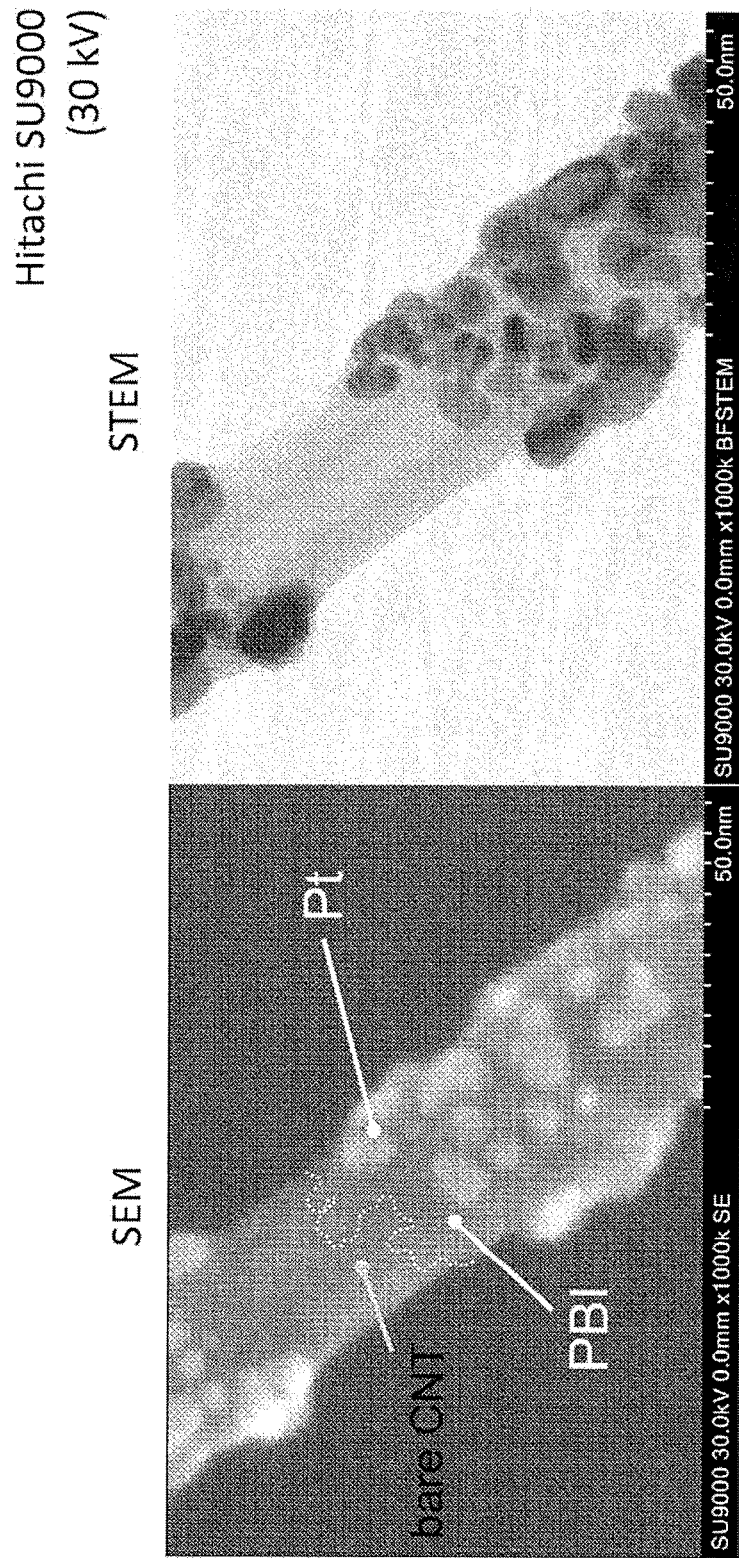 Hitachi SU9000
(30 kV)
SEM
STEM
Pt
bare CNT
PBI
SU9000 30.0kV 0.0mm x1000k SE
50.0nm
SU9000 30.0kV 0.0mm x1000k BFSTEM
50.0nm